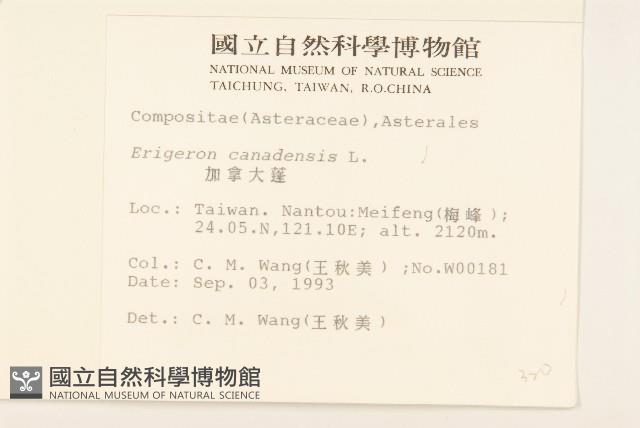 國立自然科學博物館
NATIONAL MUSEUM OF NATURAL SCIENCE
TAICHUNG, TAIWAN, R.O.CHINA
Compositae(Asteraceae),Asterales
Erigeron canadensis L.
加拿大蓬
Loc.: Taiwan. Nantou:Meifeng(梅峰);
24.05.N,121.10E; alt. 2120m.
Col.: C. M. Wang(王秋美) ;No.W00181
Date: Sep. 03, 1993
Det.: C. M. Wang(王秋美)
320
國立自然科學博物館
NATIONAL MUSEUM OF NATURAL SCIENCE